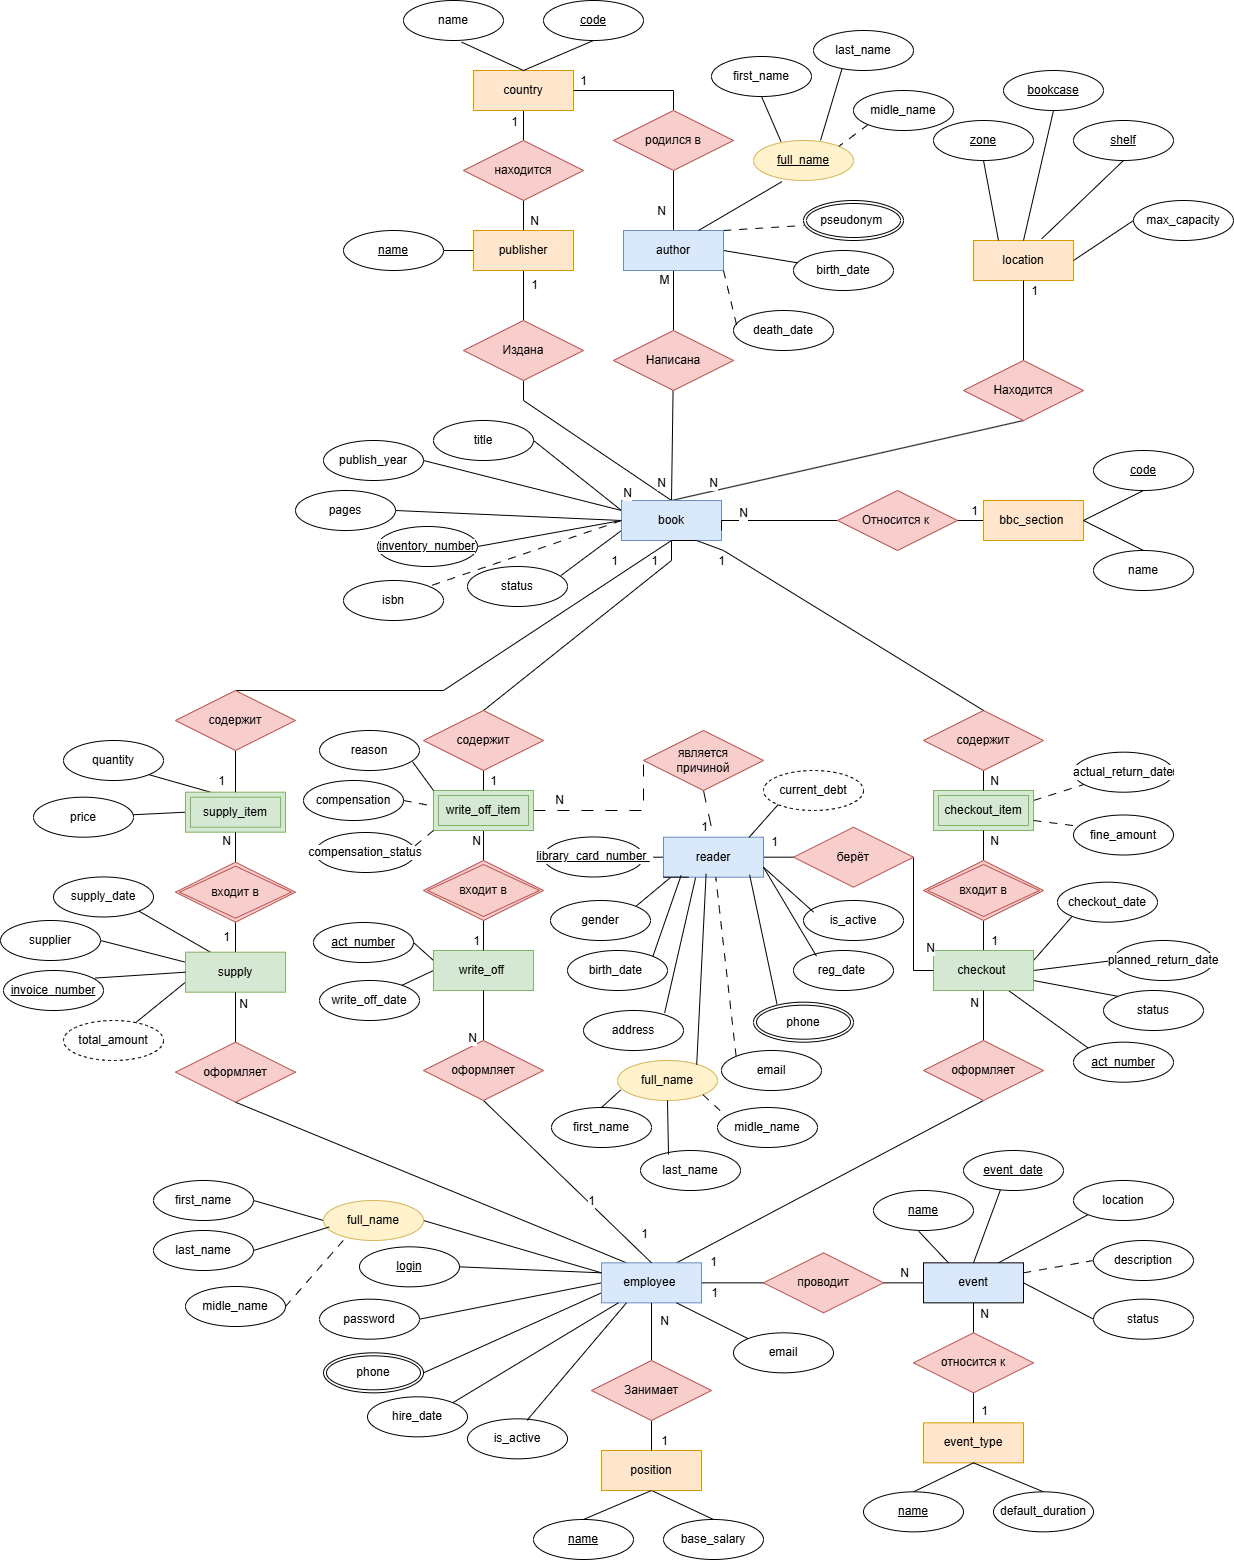 name
code
last_name
first_name
country
1
bookcase
midle_name
1
родился в
zone
shelf
full_name
находится
N
N
pseudonym
max_capacity
name
publisher
author
location
birth_date
1
M
1
death_date
Издана
Написана
Находится
title
publish_year
code
N
N
N
pages
book
N
Относится к
1
bbc_section
inventory_number
1
1
1
name
status
isbn
содержит
reason
содержит
является
причиной
содержит
quantity
actual_return_date
1
1
N
current_debt
compensation
N
price
supply_item
write_off_item
checkout_item
1
fine_amount
N
N
1
N
compensation_status
library_card_number
reader
берёт
входит в
входит в
входит в
supply_date
checkout_date
gender
is_active
1
1
N
1
supplier
act_number
planned_return_date
supply
write_off
birth_date
reg_date
checkout
invoice_number
write_off_date
N
N
status
phone
address
total_amount
N
act_number
оформляет
оформляет
email
оформляет
full_name
first_name
midle_name
last_name
event_date
first_name
1
location
name
full_name
last_name
1
1
description
login
N
employee
проводит
event
1
midle_name
N
N
status
password
email
относится к
phone
Занимает
1
hire_date
is_active
1
event_type
position
name
default_duration
name
base_salary